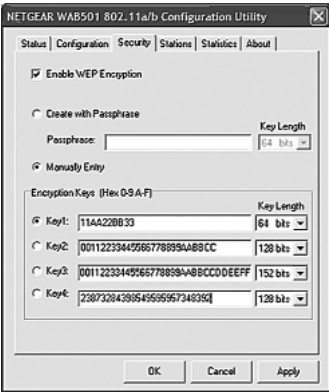 NETGEAR WAB501 802.11a/b Configuration Utility
Status Configuration Security Stations Statistics About
Enable WEP Encryption
Create with Passphrase
Key Length
Passphrase: 64 bits
Manually Entry
Encryption Keys (Hex 0-9 A-F)
Key Length
Key1: 11AA22BB33 64 bits
Key2: 00112233445566778899AABBCC 128 bits
Key3: 00112233445566778899AABBCCDDEEFF 152 bits
Key4: 23873284398549595957348392 128 bits
OK Cancel Apply